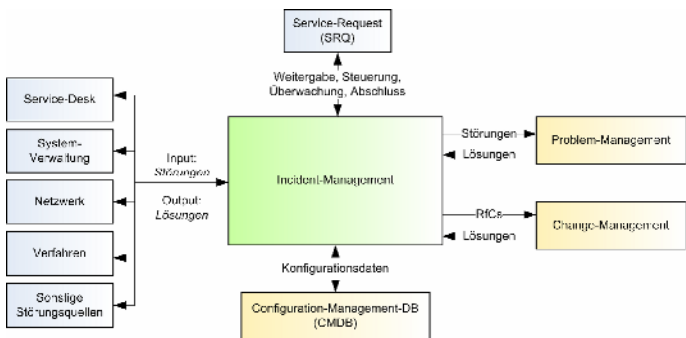 Service-Request
(SRQ)
Weitergabe, Steuerung,
Überwachung, Abschluss
Service-Desk
System-
Verwaltung
Netzwerk
Verfahren
Sonstige
Störungsquellen
Input:
Störungen
Output:
Lösungen
Incident-Management
Störungen
Lösungen
Problem-Management
RfCs
Lösungen
Change-Management
Konfigurationsdaten
Configuration-Management-DB
(CMDB)